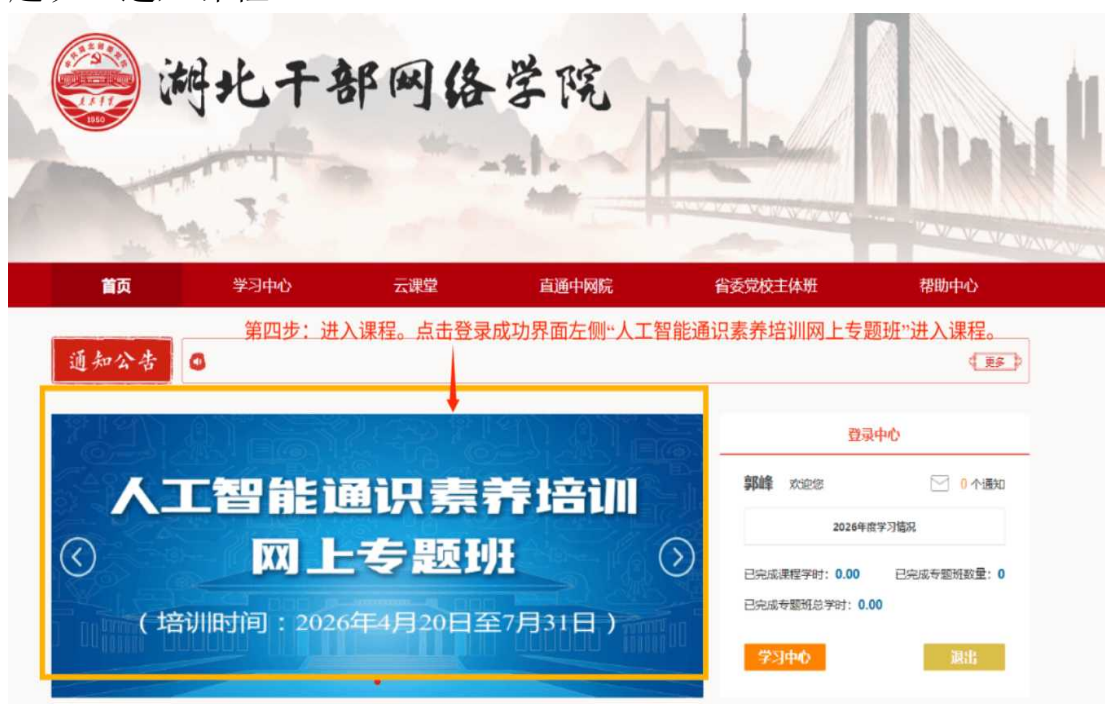 湖北干部网络学院
1950
首页 学习中心 云课堂 直通中网院 省委党校主体班 帮助中心
第四步：进入课程。点击登录成功界面左侧“人工智能通识素养培训网上专题班”进入课程。
通知公告
更多
人工智能通识素养培训
网上专题班
（培训时间：2026年4月20日至7月31日）
登录中心
郭峰 欢迎您 0 个通知
2026年度学习情况
已完成课程学时：0.00 已完成专题班数量：0
已完成专题班总学时：0.00
学习中心 退出